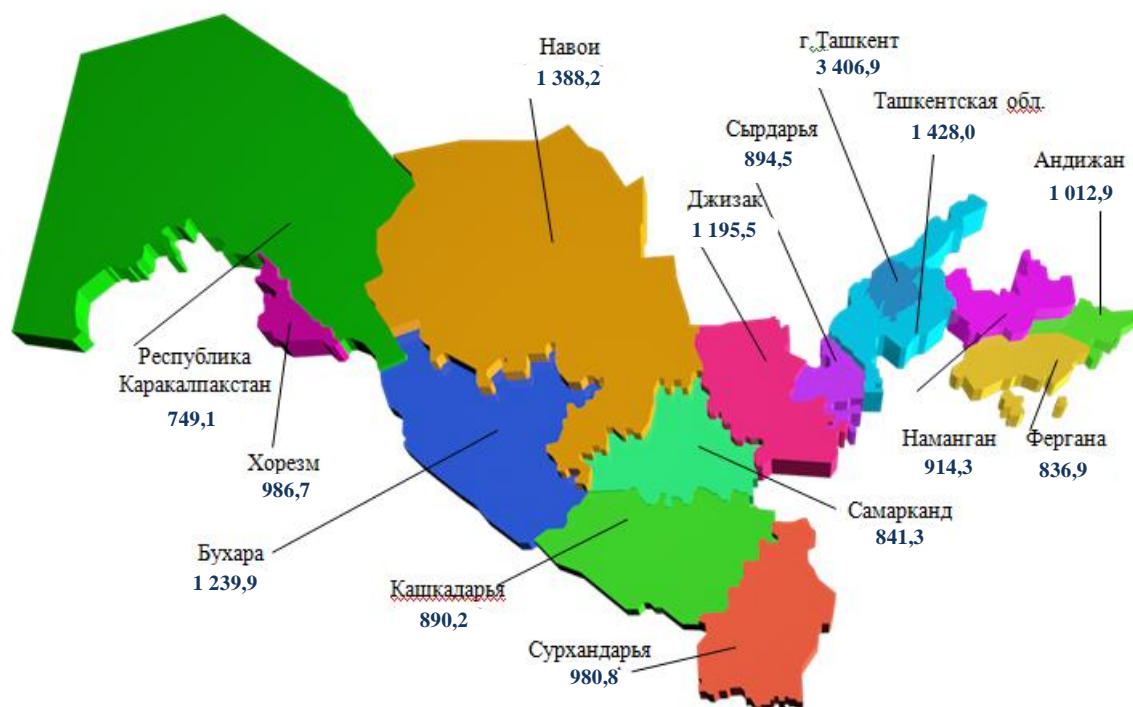 Навои
1 388,2
г.Ташкент
3 406,9
Ташкентская обл.
1 428,0
Сырдарья
894,5
Андижан
1 012,9
Джизак
1 195,5
Республика
Каракалпакстан
749,1
Хорезм
986,7
Наманган
914,3
Фергана
836,9
Самарканд
841,3
Бухара
1 239,9
Кашкадарья
890,2
Сурхандарья
980,8